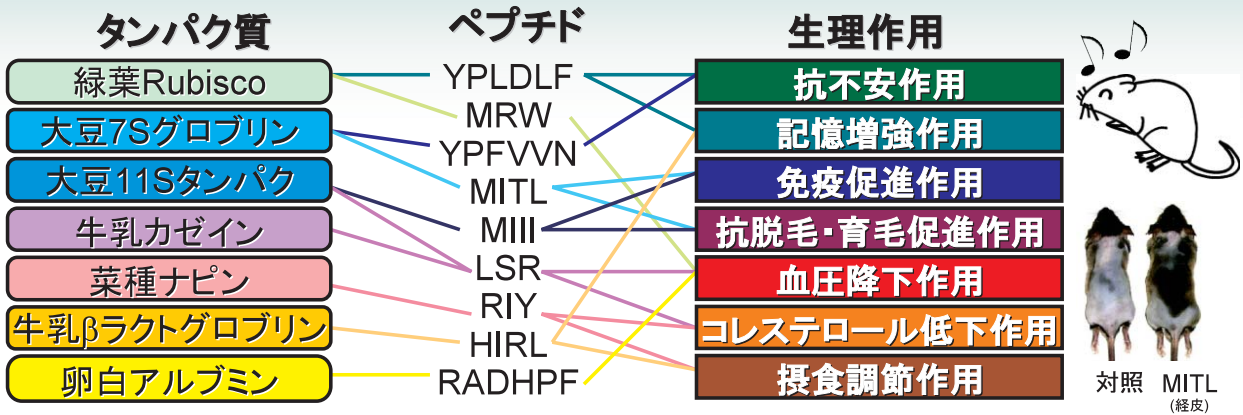 タンパク質
緑葉Rubisco
大豆7Sグロブリン
大豆11Sタンパク
牛乳カゼイン
菜種ナピン
牛乳βラクトグロブリン
卵白アルブミン
ペプチド
YPLDLF
MRW
YPFVVN
MITL
MIII
LSR
RIY
HIRL
RADHPF
生理作用
抗不安作用
記憶増強作用
免疫促進作用
抗脱毛・育毛促進作用
血圧降下作用
コレステロール低下作用
摂食調節作用
対照 MITL
(経皮)